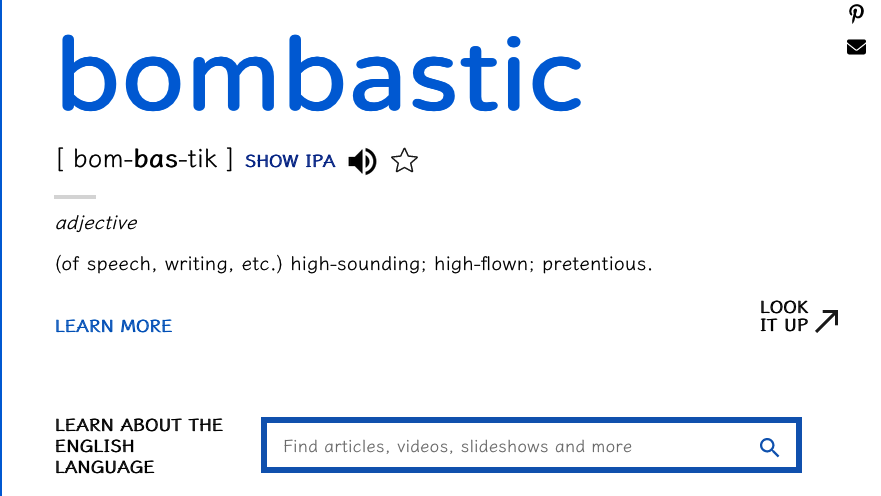 bombastic
[ bom-bas-tik ] SHOW IPA
adjective
(of speech, writing, etc.) high-sounding; high-flown; pretentious.
LEARN MORE
LOOK
IT UP
LEARN ABOUT THE
ENGLISH
LANGUAGE
Find articles, videos, slideshows and more